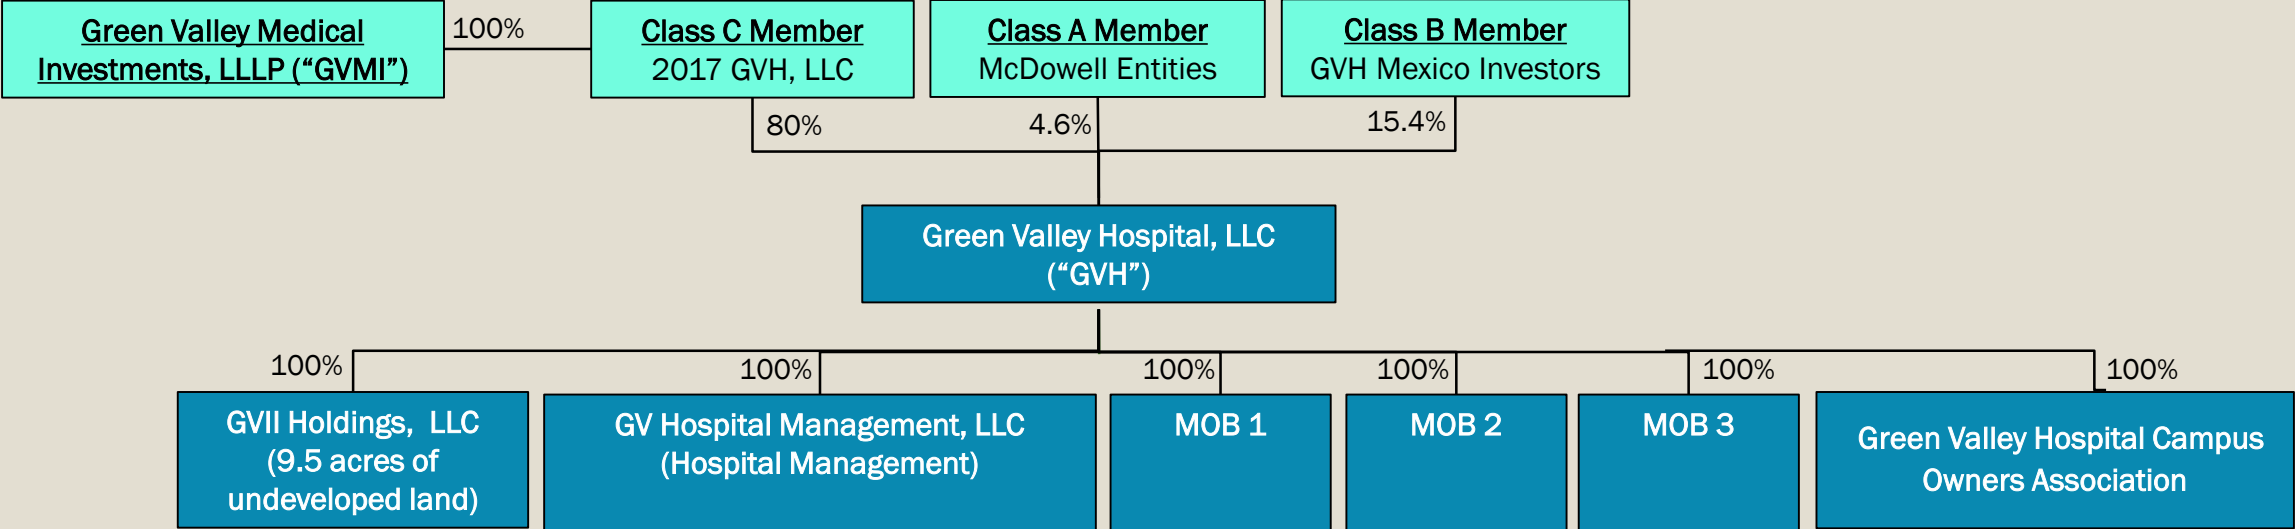 Green Valley Medical
Investments, LLLP (“GVMI”)
100%
Class C Member
2017 GVH, LLC
Class A Member
McDowell Entities
Class B Member
GVH Mexico Investors
80%
4.6%
15.4%
Green Valley Hospital, LLC
(“GVH”)
100%
100%
100%
100%
100%
100%
GVII Holdings, LLC
(9.5 acres of
undeveloped land)
GV Hospital Management, LLC
(Hospital Management)
MOB 1
MOB 2
MOB 3
Green Valley Hospital Campus
Owners Association